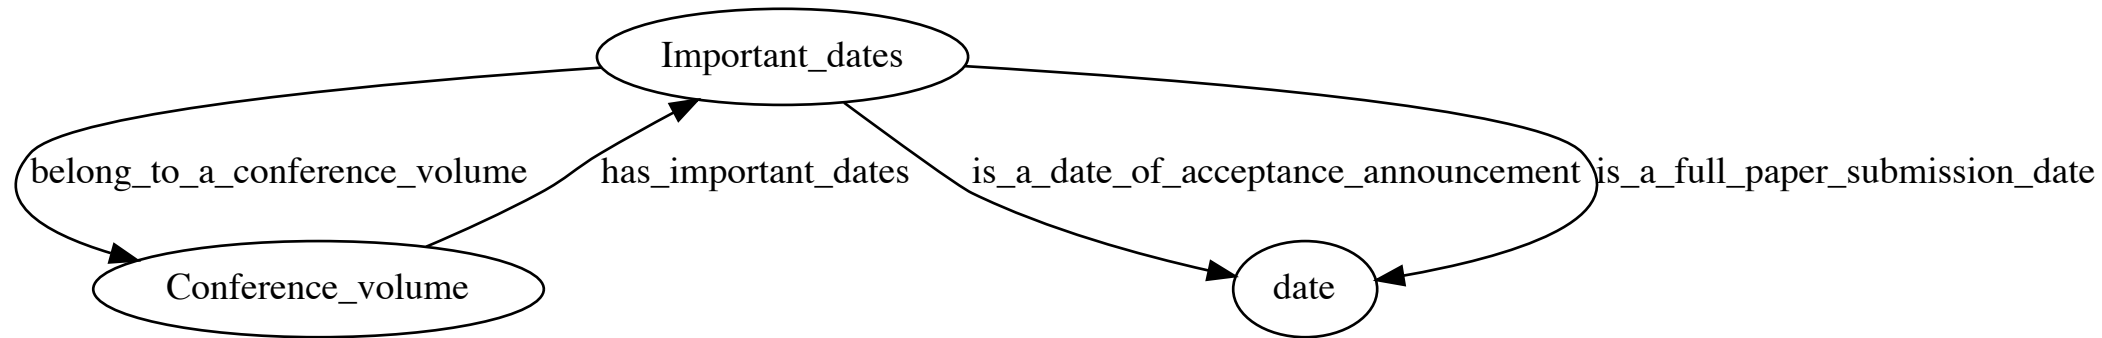 Important_dates
belong_to_a_conference_volume
has_important_dates
is_a_date_of_acceptance_announcement
is_a_full_paper_submission_date
Conference_volume
date